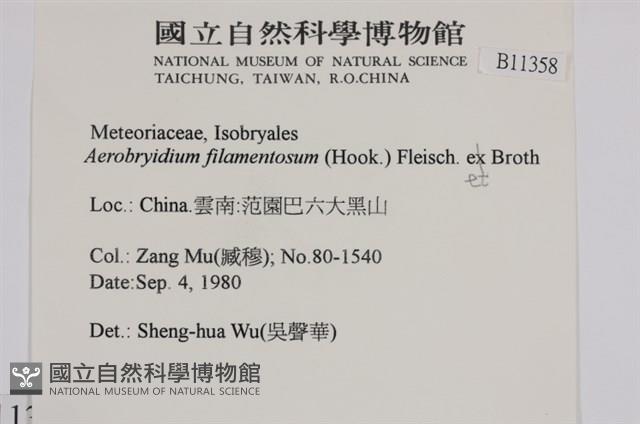 國立自然科學博物館
NATIONAL MUSEUM OF NATURAL SCIENCE
TAICHUNG, TAIWAN, R.O.CHINA
B11358
Meteoriaceae, Isobryales
Aerobryidium filamentosum (Hook.) Fleisch. ex Broth
et
Loc.: China.雲南:范園巴六大黑山
Col.: Zang Mu(臧穆); No.80-1540
Date:Sep. 4, 1980
Det.: Sheng-hua Wu(吳聲華)
國立自然科學博物館
NATIONAL MUSEUM OF NATURAL SCIENCE